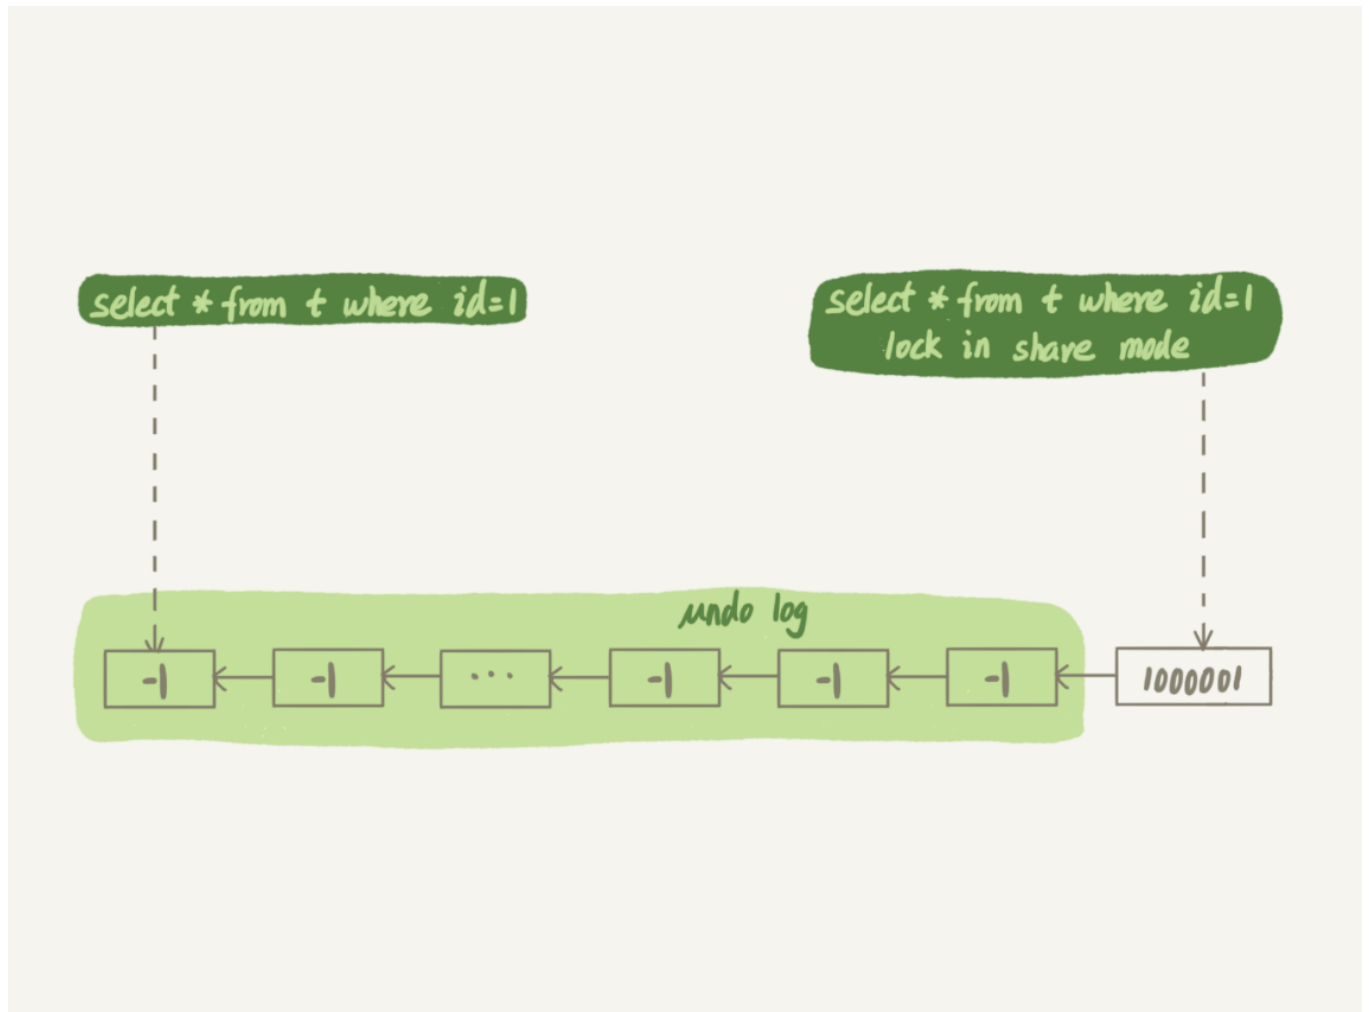 select * from t where id=1
select * from t where id=1
lock in share mode
undo log
-1
-1
...
-1
-1
-1
1000001